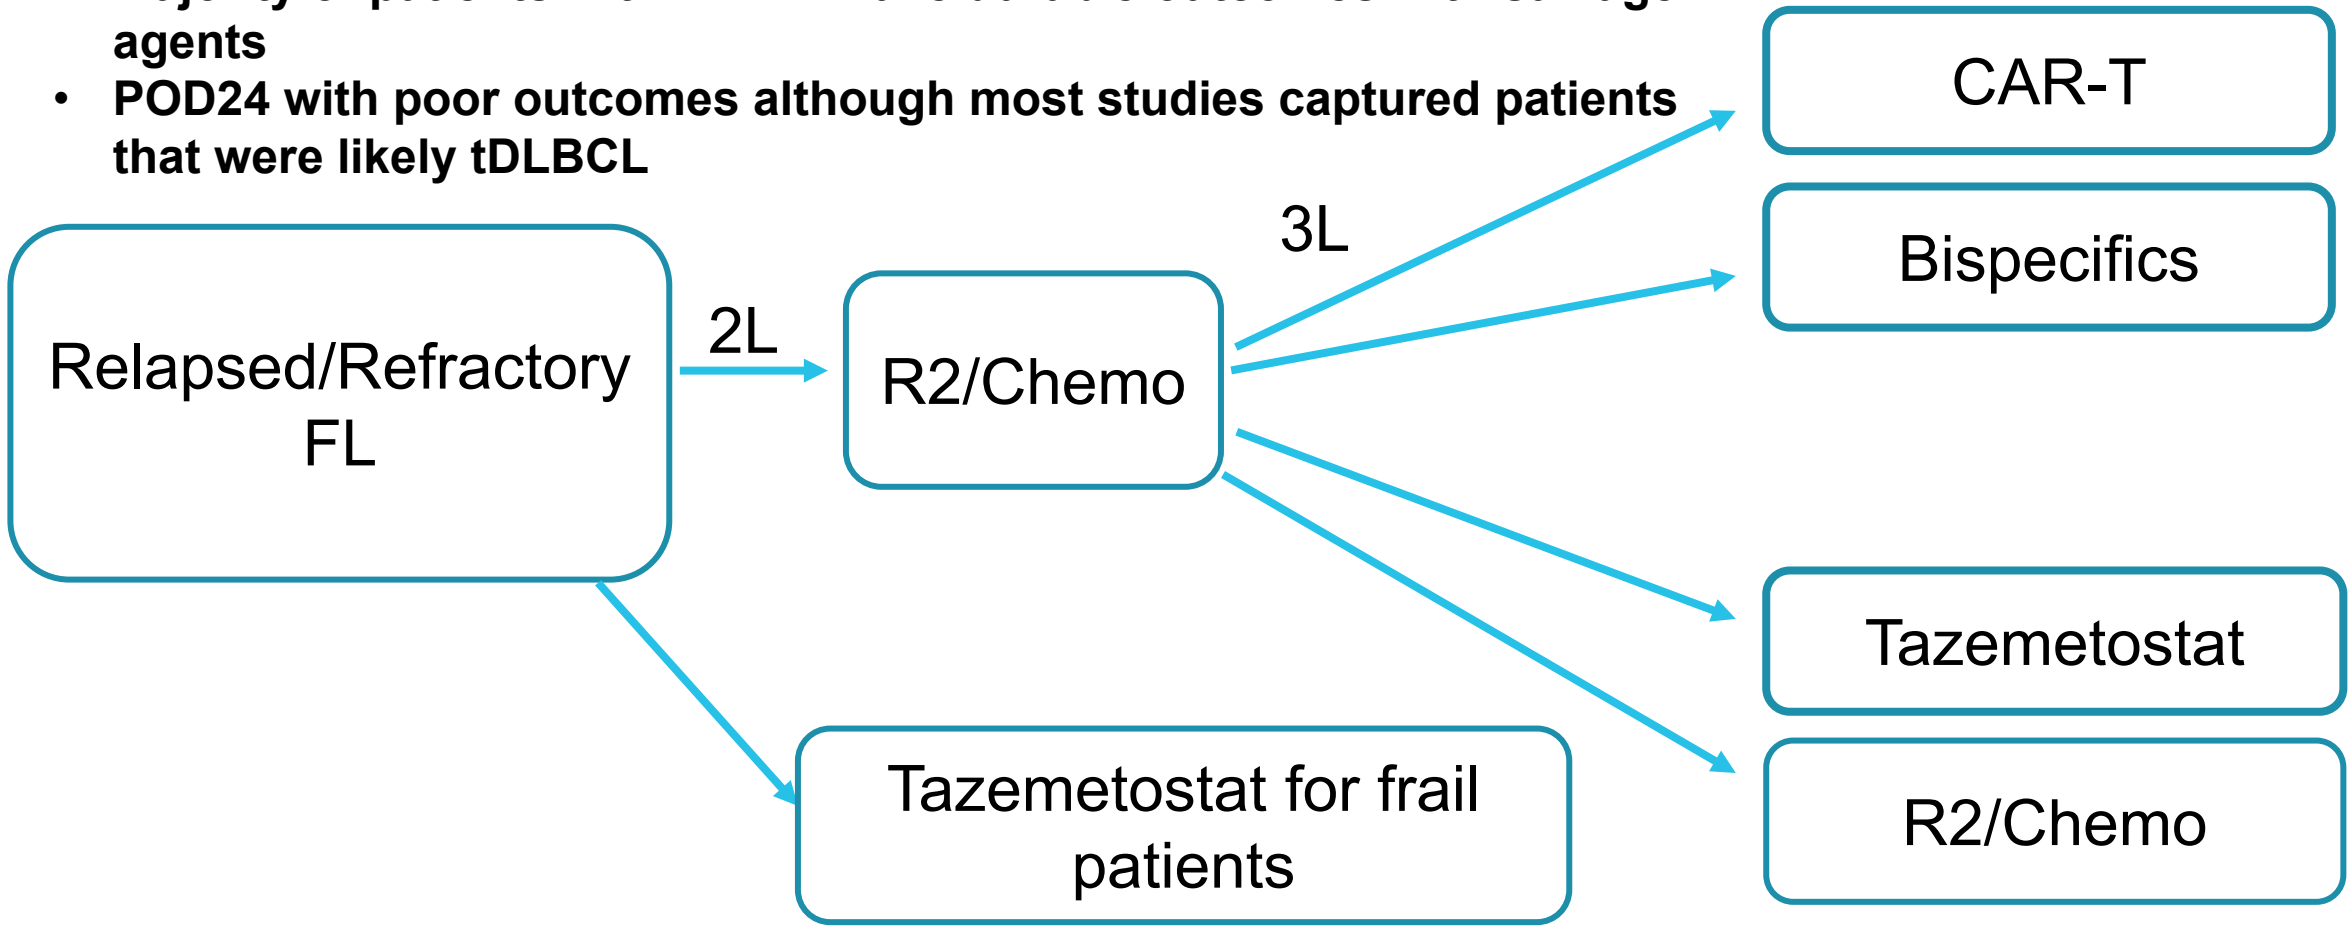 agents
• POD24 with poor outcomes although most studies captured patients
that were likely tDLBCL
CAR-T
Bispecifics
3L
2L
Relapsed/Refractory
FL
R2/Chemo
Tazemetostat
R2/Chemo
Tazemetostat for frail
patients